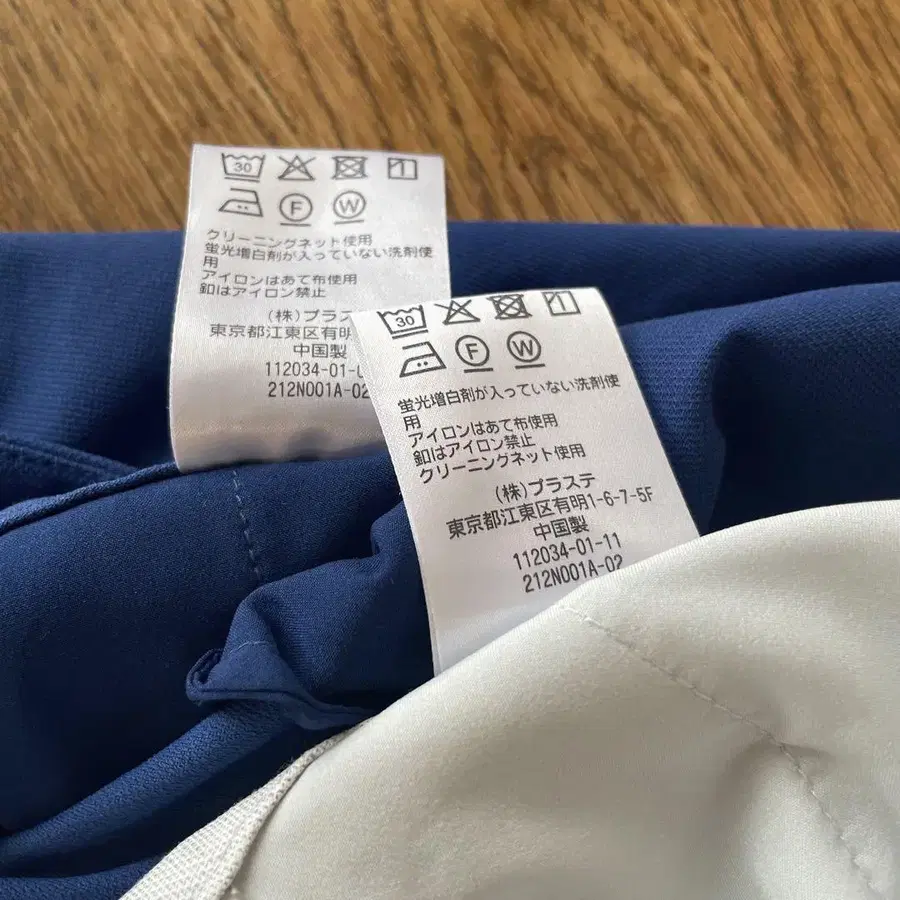 30
F W
クリーニングネット使用
蛍光増白剤が入っていない洗剤使
用
アイロンはあて布使用
釦はアイロン禁止
(株)プラステ
東京都江東区有明
中国製
112034-01-
212N001A-02
30
F W
蛍光増白剤が入っていない洗剤使
用
アイロンはあて布使用
釦はアイロン禁止
クリーニングネット使用
(株)プラステ
東京都江東区有明1-6-7-5F
中国製
112034-01-11
212N001A-02